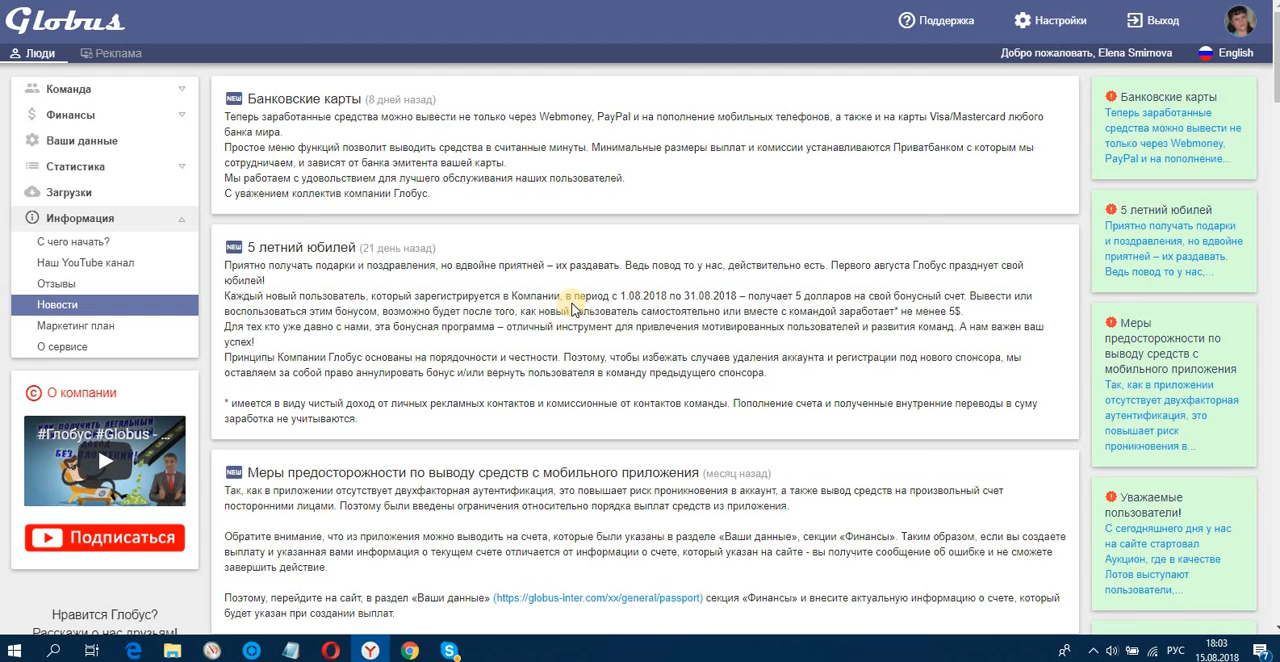 Globus
Поддержка
Настройки
Выход
Люди
Реклама
Добро пожаловать, Elena Smirnova
English
Команда
Финансы
Ваши данные
Статистика
Загрузки
Информация
С чего начать?
Наш YouTube канал
Отзывы
Новости
Маркетинг план
О сервисе
О компании
#Глобус #Globus - ...
Подписаться
Нравится Глобус?
Расскажи о нас друзьям!
NEW Банковские карты (8 дней назад)
Теперь заработанные средства можно вывести не только через Webmoney, PayPal и на пополнение мобильных телефонов, а также и на карты Visa/Mastercard любого
банка мира.
Простое меню функций позволит выводить средства в считанные минуты. Минимальные размеры выплат и комиссии устанавливаются Приватбанком с которым мы
сотрудничаем, и зависят от банка эмитента вашей карты.
Мы работаем с удовольствием для лучшего обслуживания наших пользователей.
С уважением коллектив компании Глобус.
NEW 5 летний юбилей (21 день назад)
Приятно получать подарки и поздравления, но вдвойне приятней – их раздавать. Ведь повод то у нас, действительно есть. Первого августа Глобус празднует свой
юбилей!
Каждый новый пользователь, который зарегистрируется в Компании, в период с 1.08.2018 по 31.08.2018 – получает 5 долларов на свой бонусный счет. Вывести или
воспользоваться этим бонусом, возможно будет после того, как новый пользователь самостоятельно или вместе с командой заработает* не менее 5$.
Для тех кто уже давно с нами, эта бонусная программа – отличный инструмент для привлечения мотивированных пользователей и развития команд. А нам важен ваш
успех!
Принципы Компании Глобус основаны на порядочности и честности. Поэтому, чтобы избежать случаев удаления аккаунта и регистрации под нового спонсора, мы
оставляем за собой право аннулировать бонус и/или вернуть пользователя в команду предыдущего спонсора.
* имеется в виду чистый доход от личных рекламных контактов и комиссионные от контактов команды. Пополнение счета и полученные внутренние переводы в суму
заработка не учитываются.
NEW Меры предосторожности по выводу средств с мобильного приложения (месяц назад)
Так, как в приложении отсутствует двухфакторная аутентификация, это повышает риск проникновения в аккаунт, а также вывод средств на произвольный счет
посторонними лицами. Поэтому были введены ограничения относительно порядка выплат средств из приложения.
Обратите внимание, что из приложения можно выводить на счета, которые были указаны в разделе «Ваши данные», секции «Финансы». Таким образом, если вы создаете
выплату и указанная вами информация о текущем счете отличается от информации о счете, который указан на сайте - вы получите сообщение об ошибке и не сможете
завершить действие.
Поэтому, перейдите на сайт, в раздел «Ваши данные» (https://globus-inter.com/xx/general/passport) секция «Финансы» и внесите актуальную информацию о счете, который
будет указан при создании выплат.
Банковские карты
Теперь заработанные
средства можно вывести не
только через Webmoney,
PayPal и на пополнение...
5 летний юбилей
Приятно получать подарки
и поздравления, но вдвойне
приятней – их раздавать.
Ведь повод то у нас,...
Меры
предосторожности по
выводу средств с
мобильного приложения
Так, как в приложении
отсутствует двухфакторная
аутентификация, это
повышает риск
проникновения в...
Уважаемые
пользователи!
С сегодняшнего дня у нас
на сайте стартовал
Аукцион, где в качестве
Лотов выступают
пользователи,...
РУС
18:03
15.08.2018
7